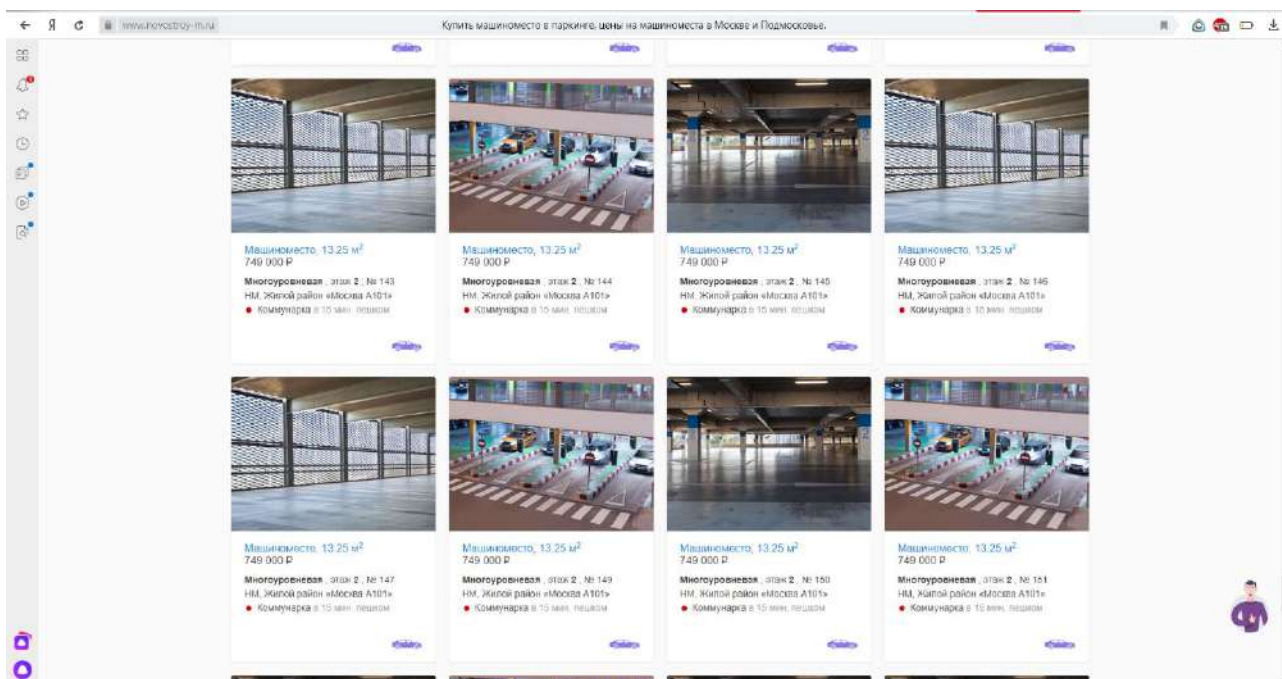 Я
www.novostroy-m.ru
Купить машиноместо в паркинге, цены на машиноместа в Москве и Подмосковье.
Машиноместо, 13.25 м²
749 000 ₽
Многоуровневая , этаж 2 , № 143
НМ, Жилой район «Москва А101»
Коммунарка в 15 мин. пешком
Машиноместо, 13.25 м²
749 000 ₽
Многоуровневая , этаж 2 , № 144
НМ, Жилой район «Москва А101»
Коммунарка в 15 мин. пешком
Машиноместо, 13.25 м²
749 000 ₽
Многоуровневая , этаж 2 , № 145
НМ, Жилой район «Москва А101»
Коммунарка в 15 мин. пешком
Машиноместо, 13.25 м²
749 000 ₽
Многоуровневая , этаж 2 , № 146
НМ, Жилой район «Москва А101»
Коммунарка в 15 мин. пешком
Машиноместо, 13.25 м²
749 000 ₽
Многоуровневая , этаж 2 , № 147
НМ, Жилой район «Москва А101»
Коммунарка в 15 мин. пешком
Машиноместо, 13.25 м²
749 000 ₽
Многоуровневая , этаж 2 , № 149
НМ, Жилой район «Москва А101»
Коммунарка в 15 мин. пешком
Машиноместо, 13.25 м²
749 000 ₽
Многоуровневая , этаж 2 , № 150
НМ, Жилой район «Москва А101»
Коммунарка в 15 мин. пешком
Машиноместо, 13.25 м²
749 000 ₽
Многоуровневая , этаж 2 , № 151
НМ, Жилой район «Москва А101»
Коммунарка в 15 мин. пешком